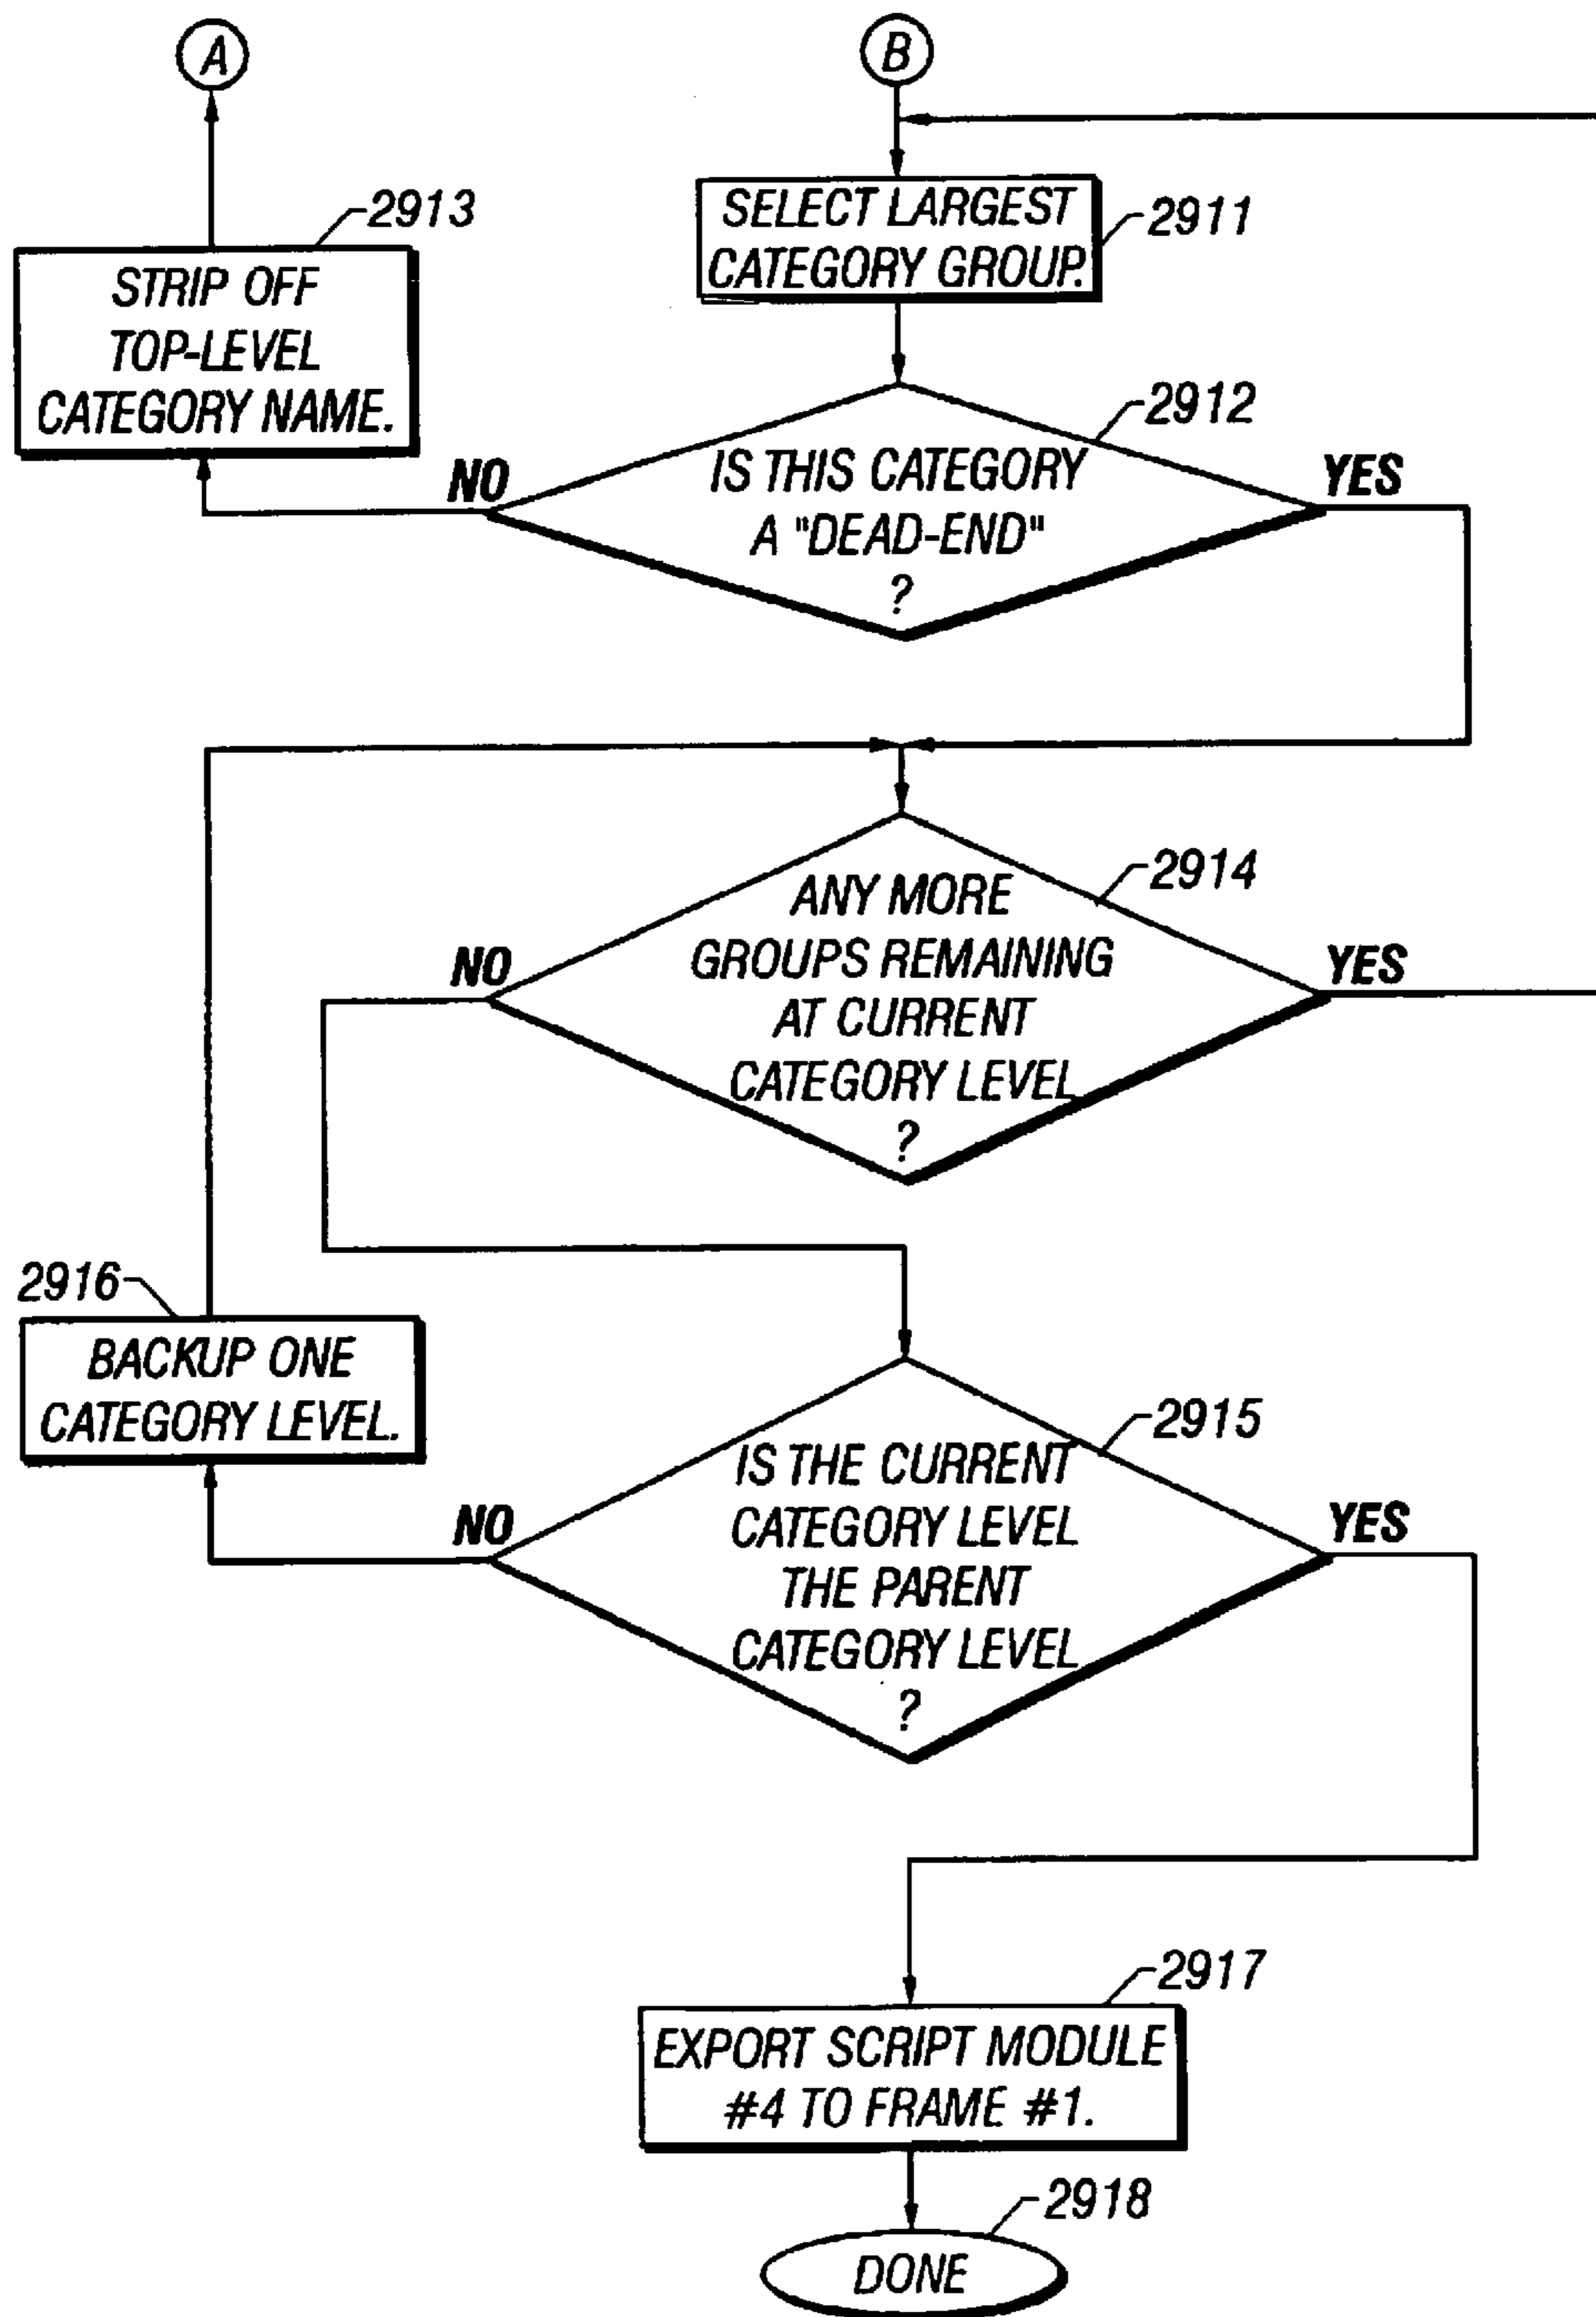 A
B
2913
STRIP OFF
TOP-LEVEL
CATEGORY NAME.
SELECT LARGEST
CATEGORY GROUP.
2911
2912
NO
IS THIS CATEGORY
A "DEAD-END"
?
YES
2914
NO
ANY MORE
GROUPS REMAINING
AT CURRENT
CATEGORY LEVEL
?
YES
2916
BACKUP ONE
CATEGORY LEVEL.
2915
NO
IS THE CURRENT
CATEGORY LEVEL
THE PARENT
CATEGORY LEVEL
?
YES
2917
EXPORT SCRIPT MODULE
#4 TO FRAME #1.
2918
DONE